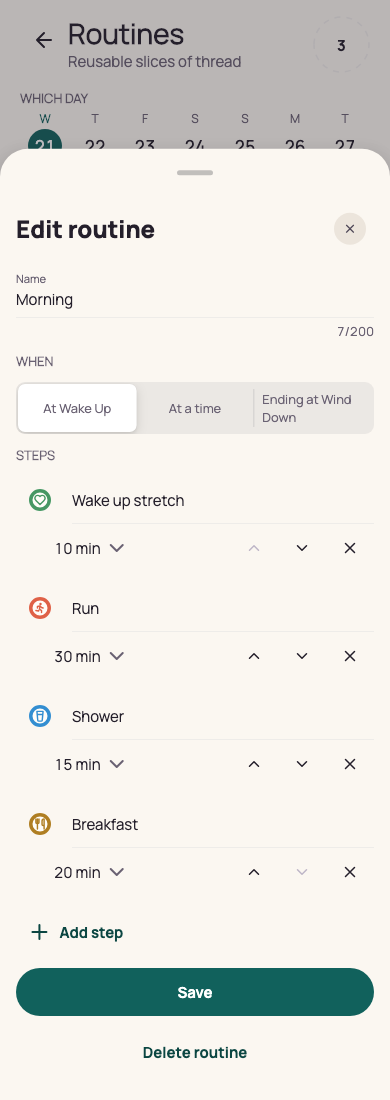 Routines
Reusable slices of thread
3
WHICH DAY
W T F S S M T
21 22 23 24 25 26 27
Edit routine
Name
Morning
7/200
WHEN
At Wake Up
At a time
Ending at Wind
Down
STEPS
Wake up stretch
10 min
Run
30 min
Shower
15 min
Breakfast
20 min
Add step
Save
Delete routine